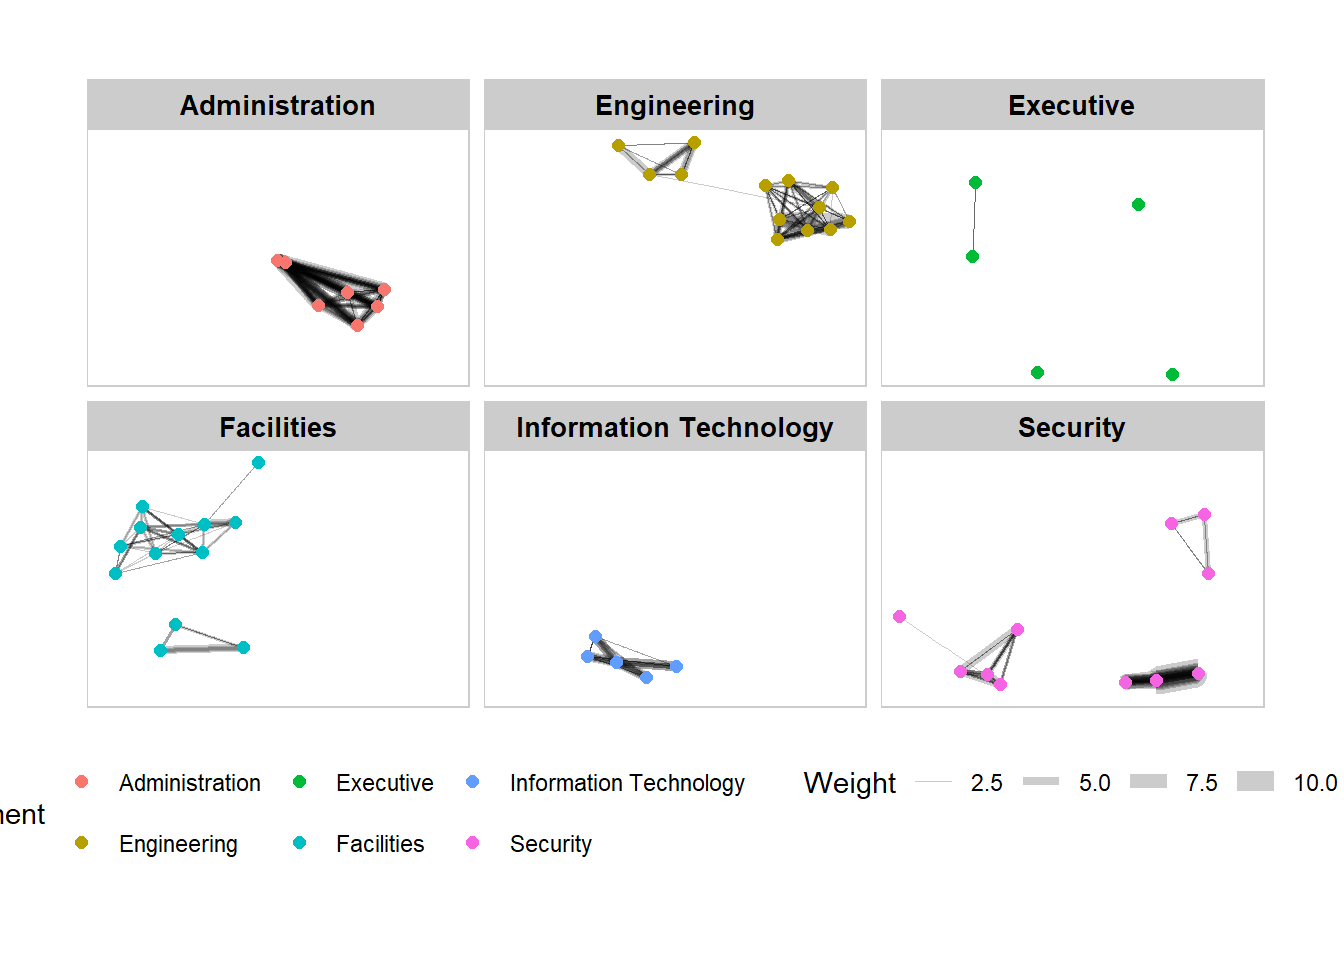 Administration
Engineering
Executive
Facilities
Information Technology
Security
Administration
Executive
Information Technology
Engineering
Facilities
Security
Weight
2.5
5.0
7.5
10.0